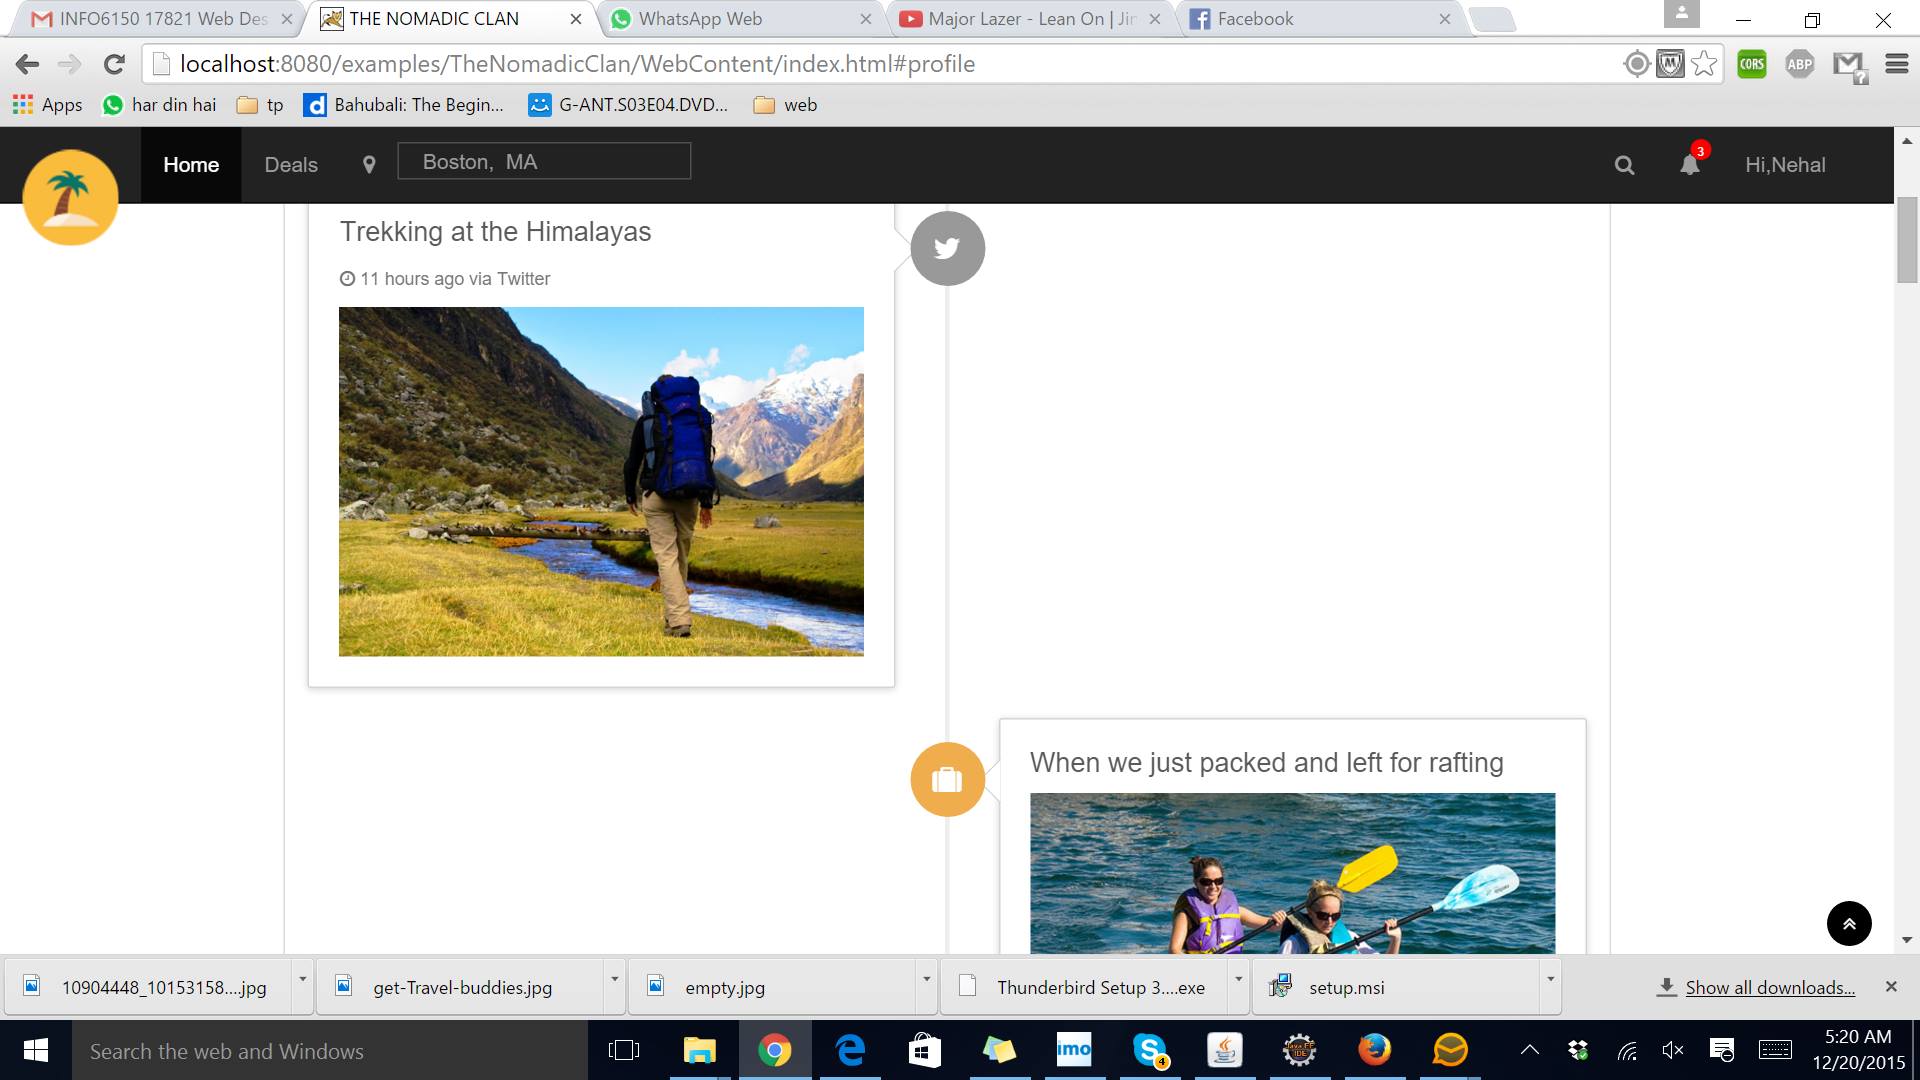 INFO6150 17821 Web Des
THE NOMADIC CLAN
WhatsApp Web
Major Lazer - Lean On | Jin
Facebook
localhost:8080/examples/TheNomadicClan/WebContent/index.html#profile
CORS
ABP
Apps
har din hai
tp
Bahubali: The Begin...
G-ANT.S03E04.DVD...
web
Home
Deals
Boston, MA
3
Hi,Nehal
Trekking at the Himalayas
11 hours ago via Twitter
When we just packed and left for rafting
10904448_10153158....jpg
get-Travel-buddies.jpg
empty.jpg
Thunderbird Setup 3....exe
setup.msi
Show all downloads...
Search the web and Windows
imo
4
5:20 AM
12/20/2015